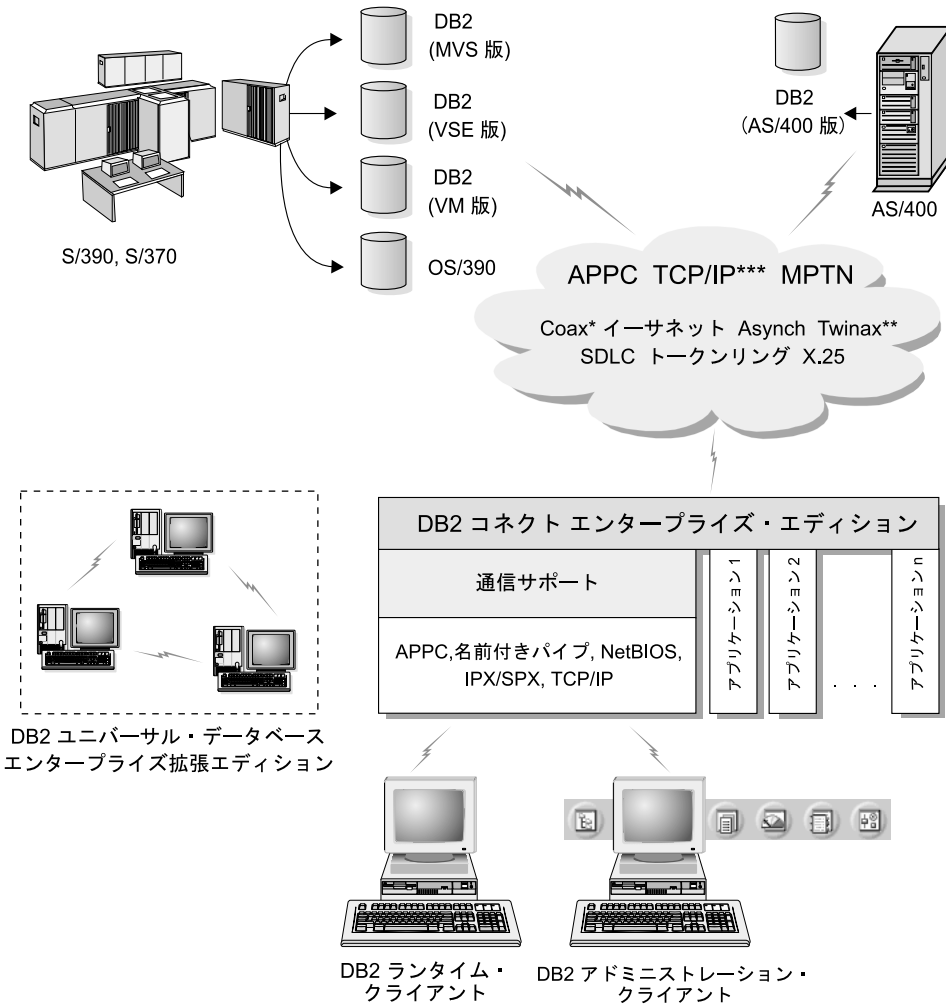 DB2
(MVS 版)
DB2
(VSE 版)
DB2
(VM 版)
OS/390
S/390, S/370
DB2
(AS/400 版)
AS/400
APPC TCP/IP*** MPTN
Coax* イーサネット Asynch Twinax**
SDLC トークンリング X.25
DB2 コネクト エンタープライズ・エディション
通信サポート
APPC,名前付きパイプ, NetBIOS,
IPX/SPX, TCP/IP
アプリケーション1
アプリケーション2
. . .
アプリケーションn
DB2 ユニバーサル・データベース
エンタープライズ拡張エディション
DB2 ランタイム・
クライアント
DB2 アドミニストレーション・
クライアント